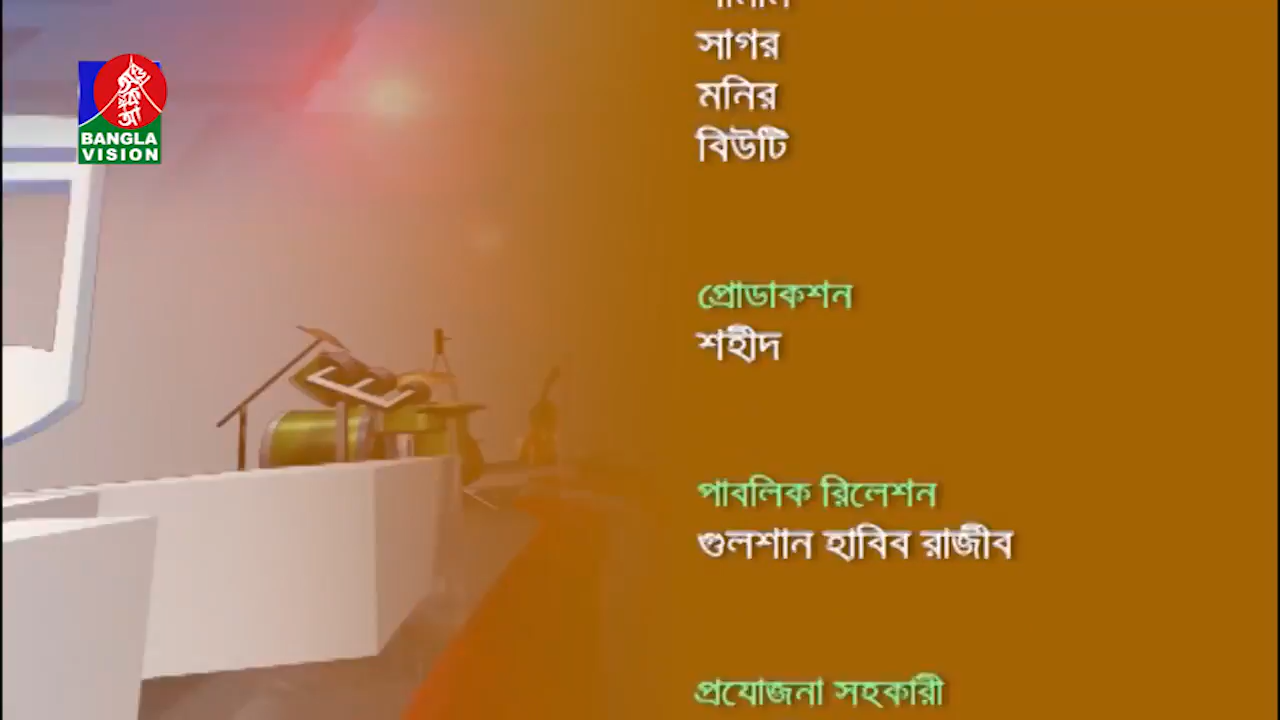 BANGLA
VISION
সাগর
মনির
বিউটি
প্রোডাকশন
শহীদ
পাবলিক রিলেশন
গুলশান হাবিব রাজীব
প্রযোজনা সহকারী